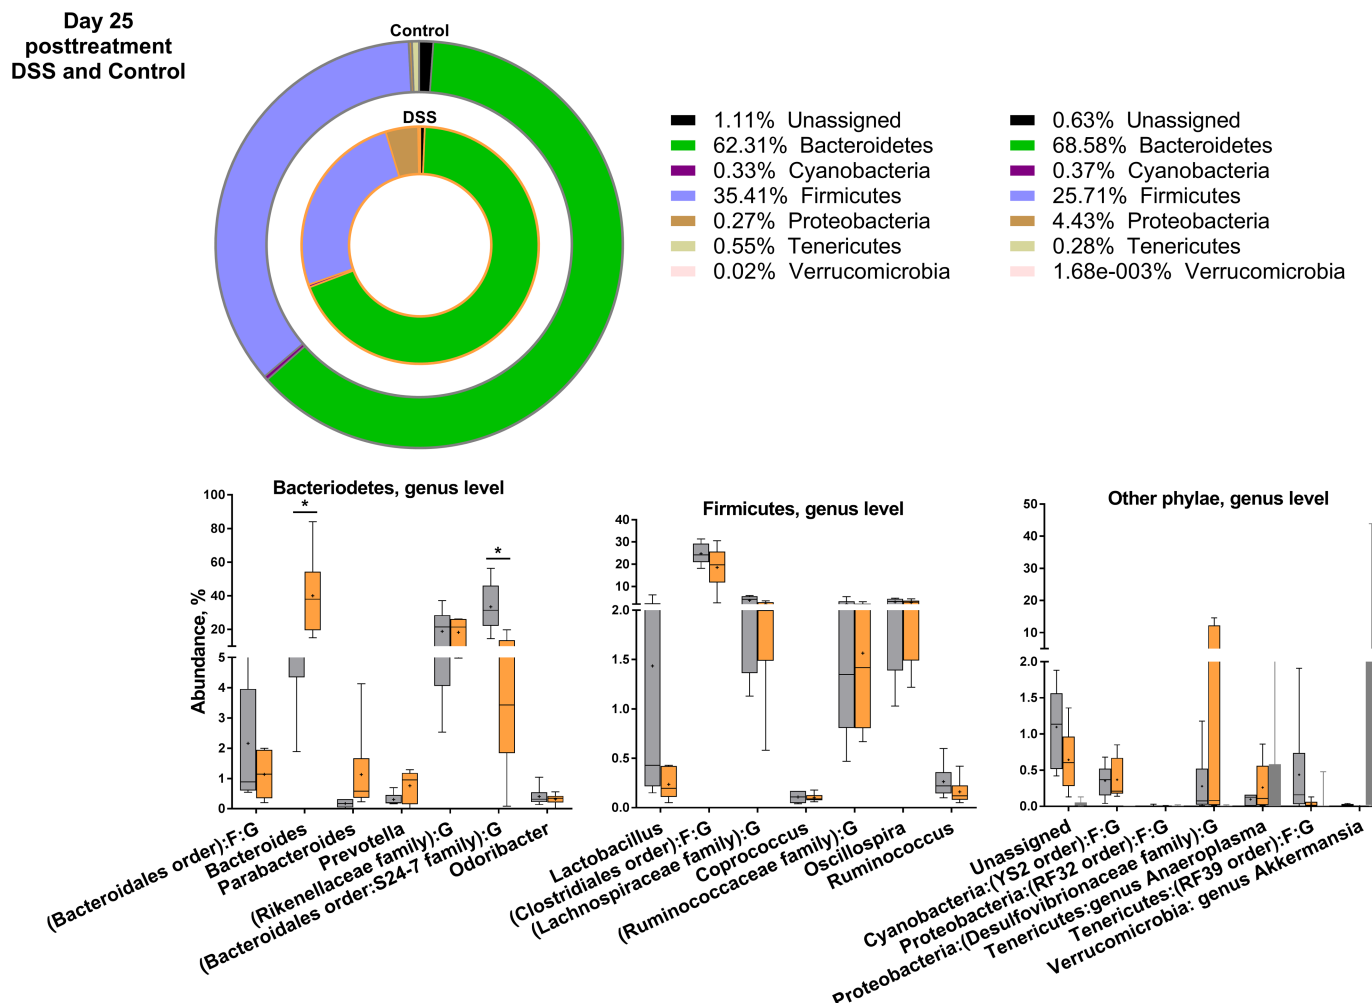 Day 25
posttreatment
DSS and Control
Control
DSS
1.11% Unassigned
62.31% Bacteroidetes
0.33% Cyanobacteria
35.41% Firmicutes
0.27% Proteobacteria
0.55% Tenericutes
0.02% Verrucomicrobia
0.63% Unassigned
68.58% Bacteroidetes
0.37% Cyanobacteria
25.71% Firmicutes
4.43% Proteobacteria
0.28% Tenericutes
1.68e-003% Verrucomicrobia
Bacteriodetes, genus level
Abundance, %
100
80
60
40
20
5
4
3
2
1
0
*
*
(Bacteroidales order):F:G
Bacteroides
Parabacteroides
Prevotella
(Rikenellaceae family):G
(Bacteroidales order:S24-7 family):G
Odoribacter
Firmicutes, genus level
40
30
20
10
2.0
1.5
1.0
0.5
0.0
Lactobacillus
(Clostridiales order):F:G
(Lachnospiraceae family):G
Coprococcus
(Ruminococcaceae family):G
Oscillospira
Ruminococcus
Other phylae, genus level
50
40
30
20
10
2.0
1.5
1.0
0.5
0.0
Unassigned
Cyanobacteria:(YS2 order):F:G
Proteobacteria:(RF32 order):F:G
Proteobacteria:(Desulfovibrionaceae family):G
Tenericutes:genus Anaeroplasma
Tenericutes:(RF39 order):F:G
Verrucomicrobia: genus Akkermansia